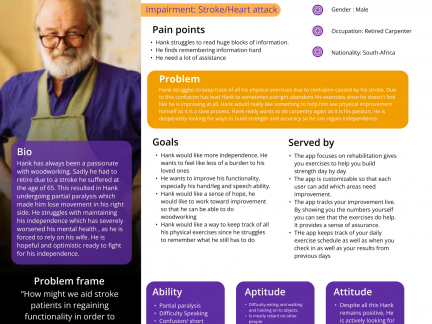 Impairment: Stroke/Heart attack
Gender : Male
Occupation: Retired Carpenter
Nationality: South-Africa
Pain points
• Hank struggles to read huge blocks of information.
• He finds remembering information hard
• He need a lot of assistance
Problem
Hank struggles to keep track of all his physical exercises due to confusion caused by his stroke. Due
to this confusion has lead Hank to sometimes outright abandons his exercises since he doesn't feel
like he is improving at all. Hank would really like something to help him see physical improvement
himself as it is a slow process. Hank really wants to do carpentry again as it is his passion. He is
desperately looking for ways to build strength and accuracy so he can regain independence.
Bio
Hank has always been a passionate
with woodworking, Sadly he had to
retire due to a stroke he suffered at
the age of 65. This resulted in Hank
undergoing partial paralysis which
made him lose movement in his right
side. He struggles with maintaining
his independence which has severely
worsened his mental health , as he is
forced to rely on his wife. He is
hopeful and optimistic ready to fight
for his independence.
Goals
• Hank would like more independence. He
wants to feel like less of a burden to his
loved ones
• He wants to improve his functionality,
especially his hand/leg and speech ability.
• Hank would like a sense of hope, he
would like to work toward improvement
so that he can be able to do
woodworking
• Hank would like a way to keep track of all
his physical exercises since he struggles
to remember what he still has to do
Served by
• The app focuses on rehabilitation gives
you exercises to help you build
strength day by day
• The app is customizable so that each
user can add which areas need
improvement.
• The app tracks your improvement live.
By showing you the numbers yourself
you can see that the exercises do help.
It provides a sense of assurance.
• THe app keeps track of your daily
exercise schedule as well as when you
check in as well as your results from
previous days
Problem frame
"How might we aid stroke
patients in regaining
functionality in order to
Ability
• Partial paralysis
• Difficulty Speaking
• Confusion/ short
Aptitude
• Difficulty eating and walking
and holding on to objects.
• Is mostly reliant on other
people.
Attitude
• Despite all this Hank
remains positive, He
is actively looking for